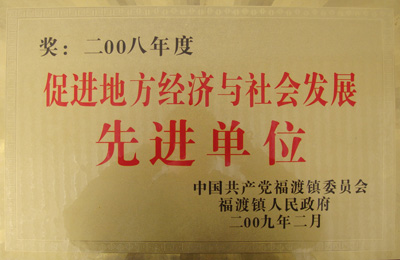 奖：二00八年度
促进地方经济与社会发展
先进单位
中国共产党福渡镇委员会
福渡镇人民政府
二00九年二月